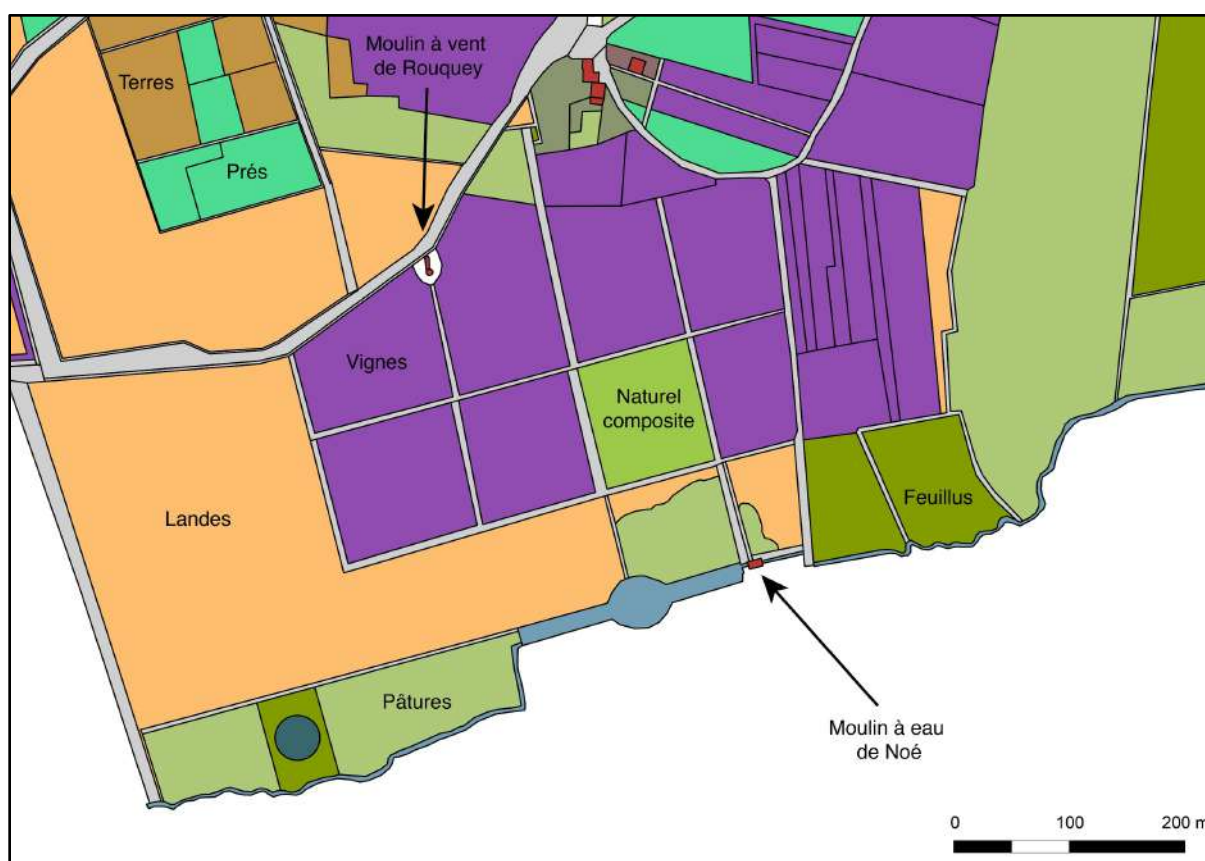 Moulin à vent
de Rouquey
Terres
Prés
Vignes
Naturel
composite
Landes
Feuillus
Pâtures
Moulin à eau
de Noé
0 100 200 m